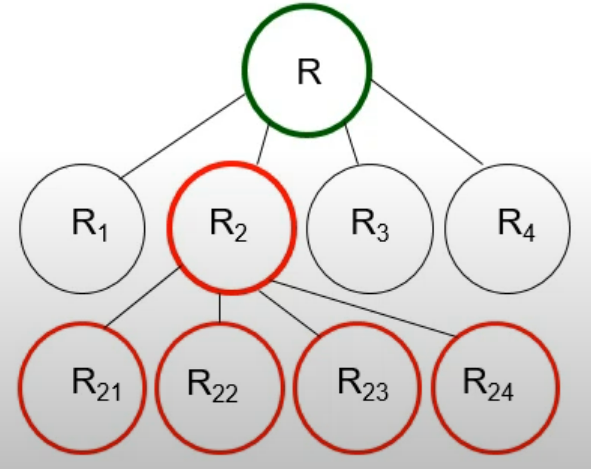 R
R₁ R₂ R₃ R₄
R₂₁ R₂₂ R₂₃ R₂₄